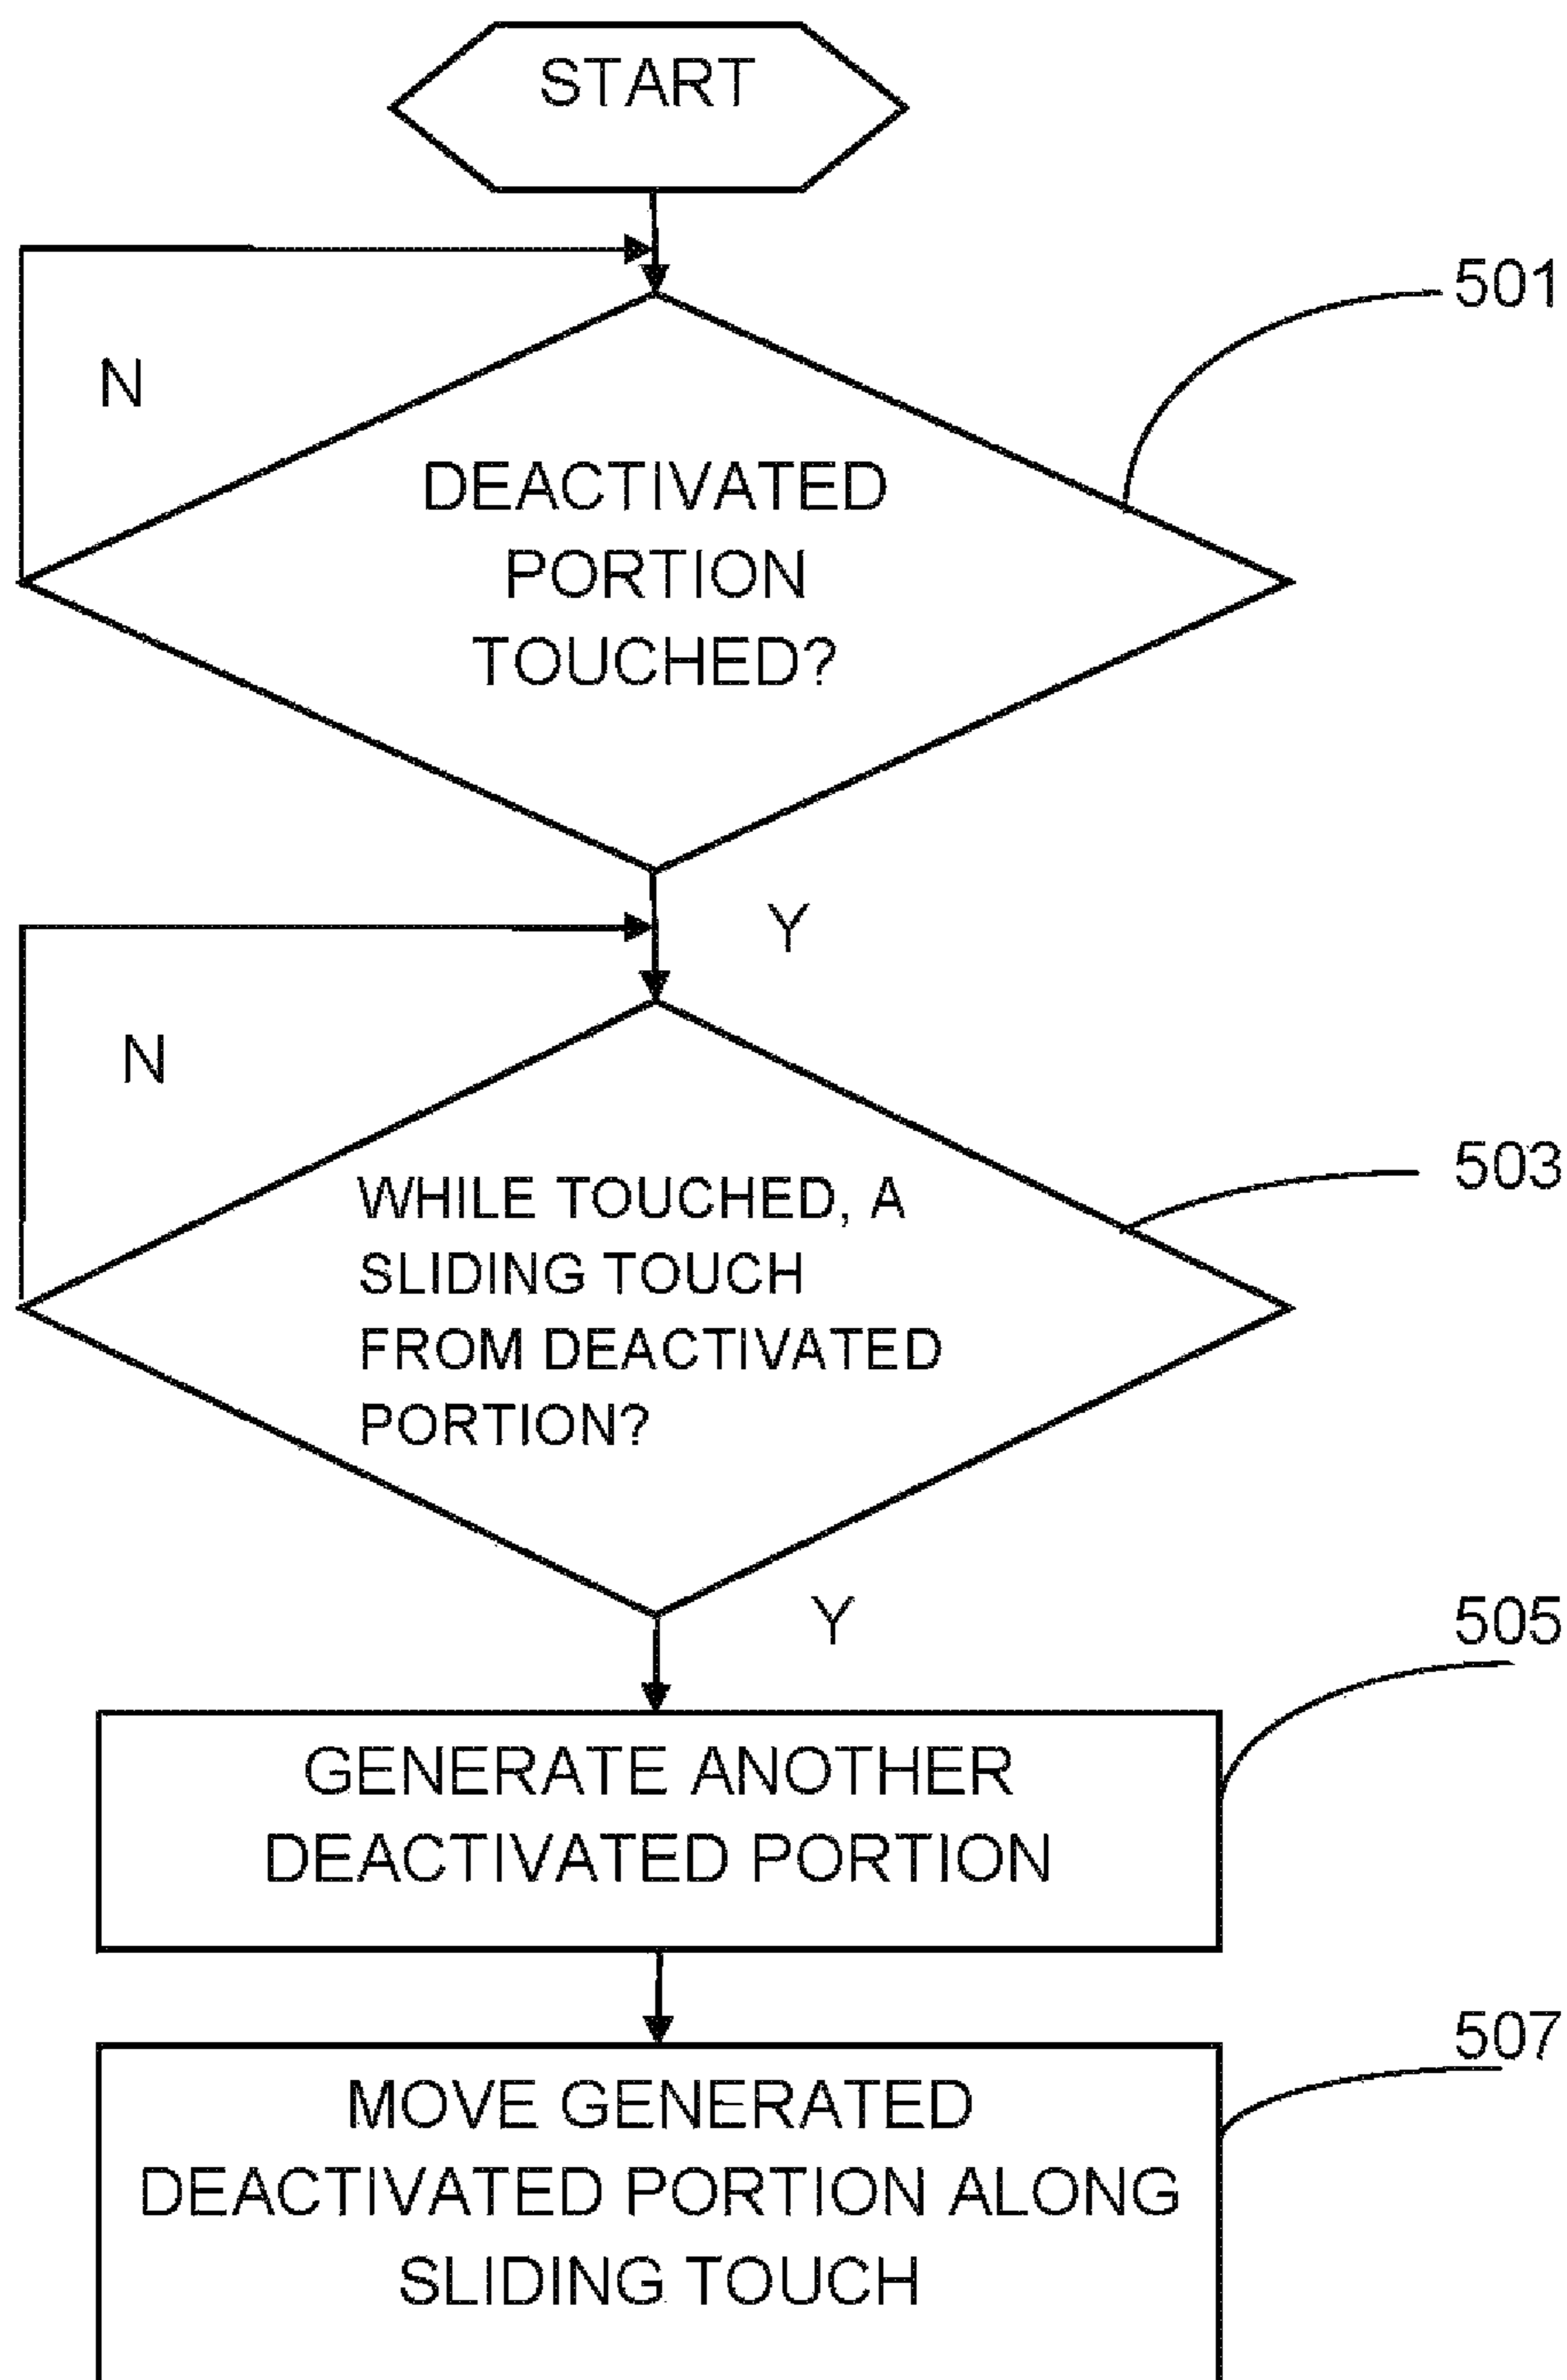 START
501
N
DEACTIVATED
PORTION
TOUCHED?
Y
N
503
WHILE TOUCHED, A
SLIDING TOUCH
FROM DEACTIVATED
PORTION?
Y
505
GENERATE ANOTHER
DEACTIVATED PORTION
507
MOVE GENERATED
DEACTIVATED PORTION ALONG
SLIDING TOUCH